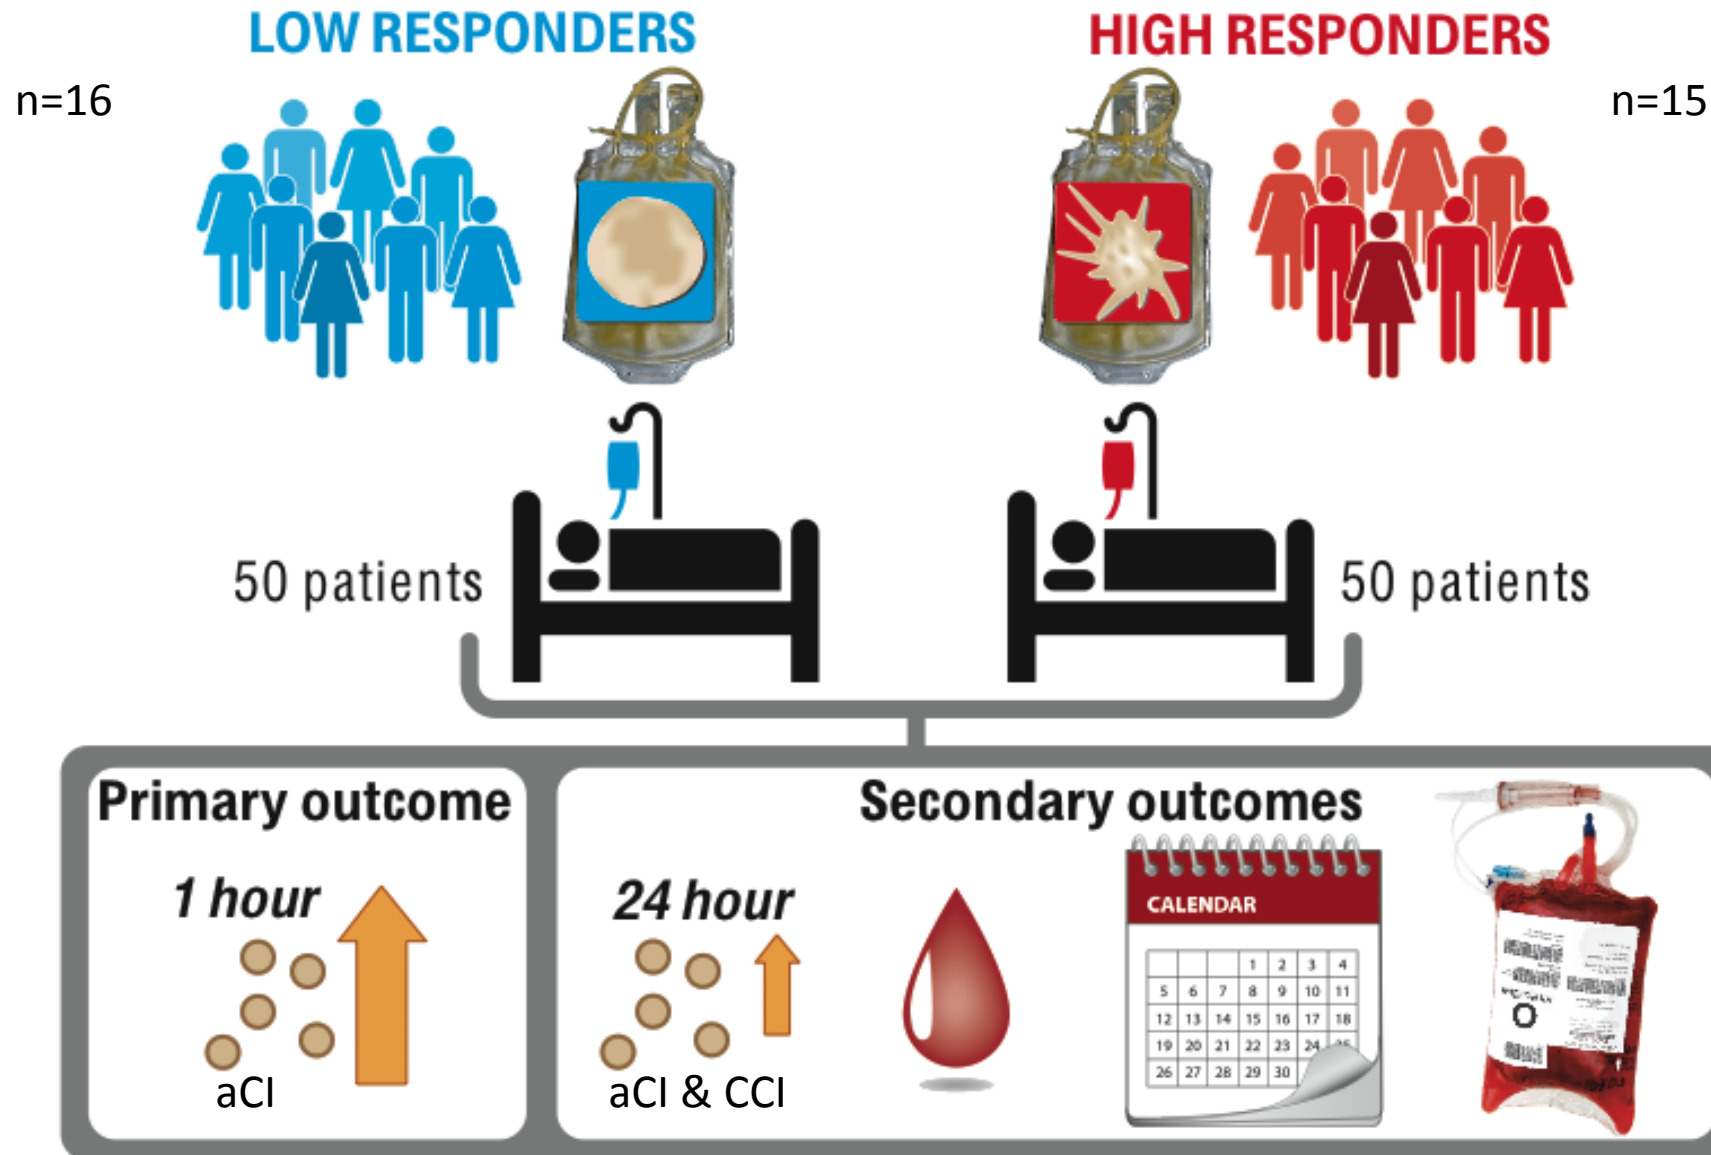 LOW RESPONDERS
HIGH RESPONDERS
n=16
n=15
50 patients
50 patients
Primary outcome
Secondary outcomes
1 hour
24 hour
CALENDAR
1 2 3 4
5 6 7 8 9 10 11
12 13 14 15 16 17 18
19 20 21 22 23 24
26 27 28 29 30
O
aCI
aCI & CCI